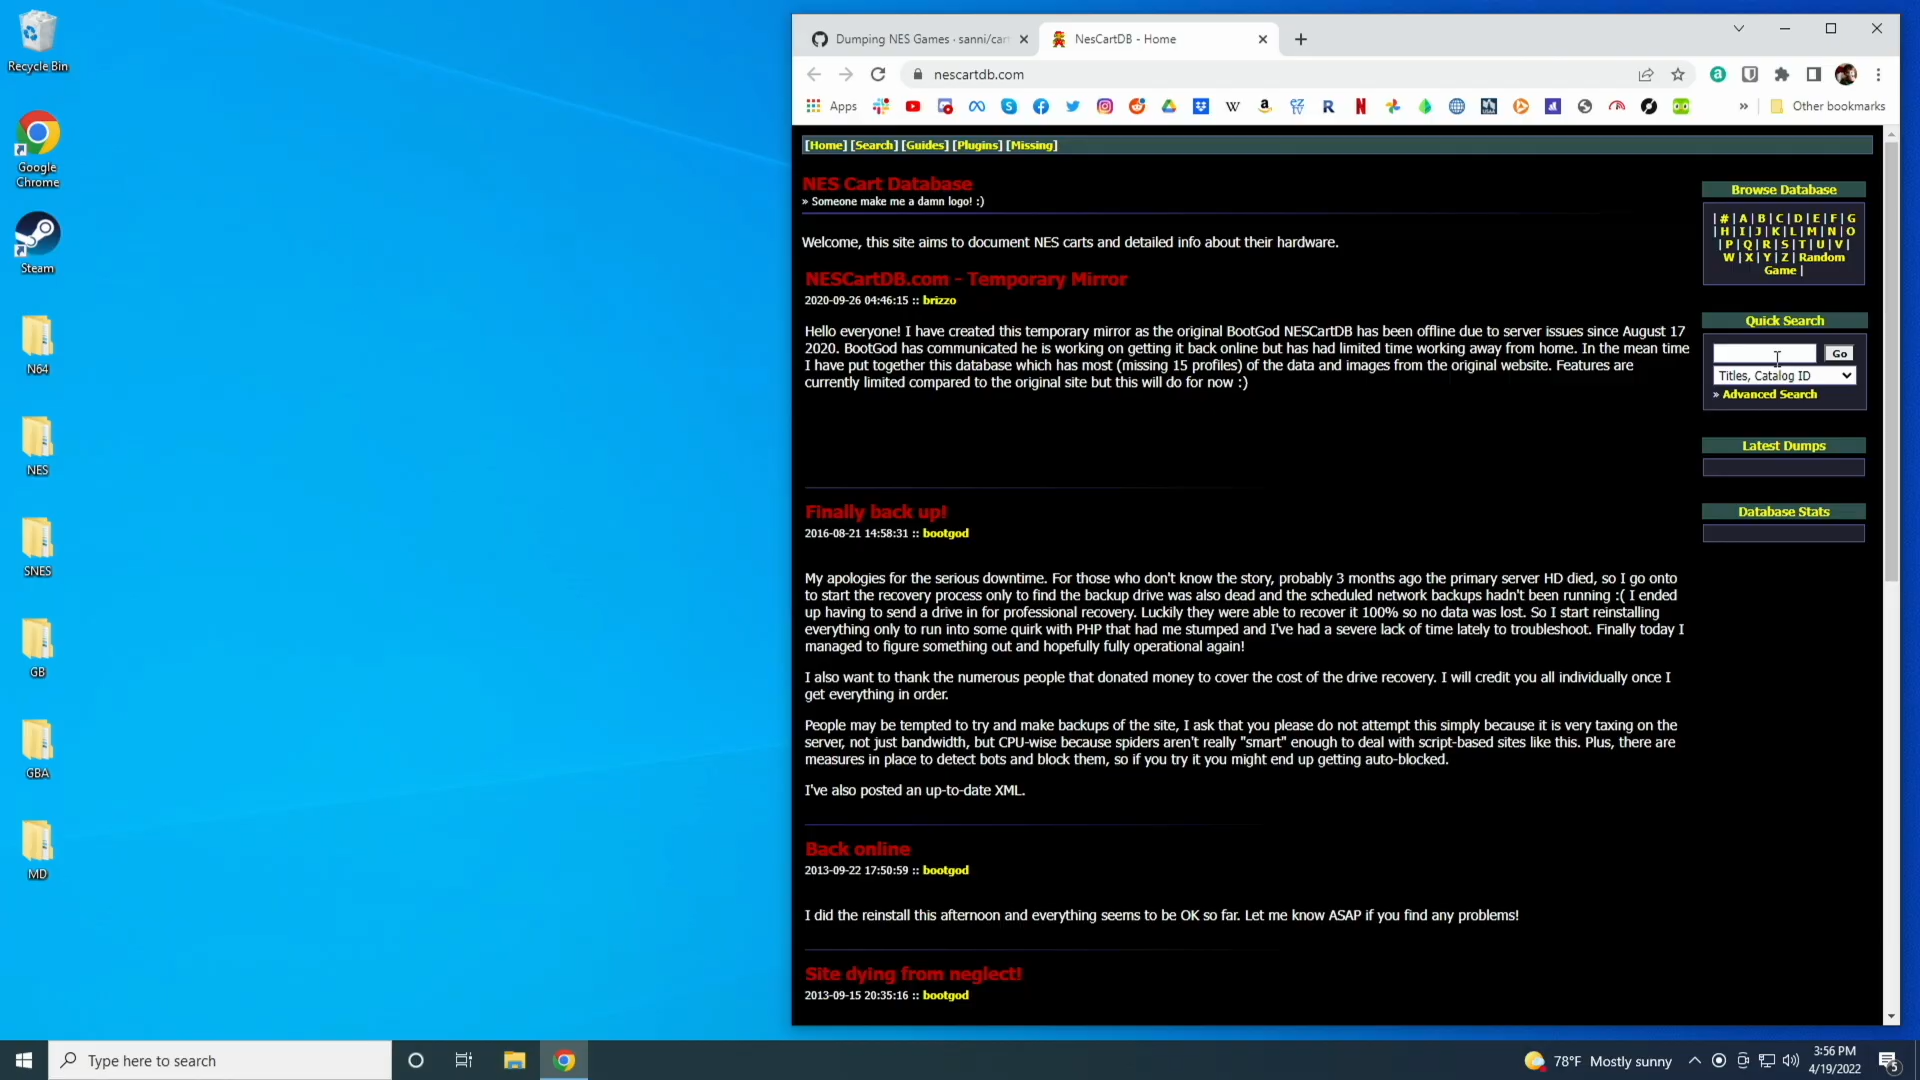 Recycle Bin
Google
Chrome
Steam
N64
NES
SNES
GB
GBA
MD
Dumping NES Games · sanni/car
NesCartDB - Home
nescartdb.com
Apps
Other bookmarks
[Home] [Search] [Guides] [Plugins] [Missing]
NES Cart Database
» Someone make me a damn logo! :)
Welcome, this site aims to document NES carts and detailed info about their hardware.
NESCartDB.com - Temporary Mirror
2020-09-26 04:46:15 :: brizzo
Hello everyone! I have created this temporary mirror as the original BootGod NESCartDB has been offline due to server issues since August 17
2020. BootGod has communicated he is working on getting it back online but has had limited time working away from home. In the mean time
I have put together this database which has most (missing 15 profiles) of the data and images from the original website. Features are
currently limited compared to the original site but this will do for now :)
Finally back up!
2016-08-21 14:58:31 :: bootgod
My apologies for the serious downtime. For those who don't know the story, probably 3 months ago the primary server HD died, so I go onto
to start the recovery process only to find the backup drive was also dead and the scheduled network backups hadn't been running :( I ended
up having to send a drive in for professional recovery. Luckily they were able to recover it 100% so no data was lost. So I start reinstalling
everything only to run into some quirk with PHP that had me stumped and I've had a severe lack of time lately to troubleshoot. Finally today I
managed to figure something out and hopefully fully operational again!
I also want to thank the numerous people that donated money to cover the cost of the drive recovery. I will credit you all individually once I
get everything in order.
People may be tempted to try and make backups of the site, I ask that you please do not attempt this simply because it is very taxing on the
server, not just bandwidth, but CPU-wise because spiders aren't really "smart" enough to deal with script-based sites like this. Plus, there are
measures in place to detect bots and block them, so if you try it you might end up getting auto-blocked.
I've also posted an up-to-date XML.
Back online
2013-09-22 17:50:59 :: bootgod
I did the reinstall this afternoon and everything seems to be OK so far. Let me know ASAP if you find any problems!
Site dying from neglect!
2013-09-15 20:35:16 :: bootgod
Browse Database
| # | A | B | C | D | E | F | G
| H | I | J | K | L | M | N | O
| P | Q | R | S | T | U | V |
W | X | Y | Z | Random
Game |
Quick Search
Go
Titles, Catalog ID
» Advanced Search
Latest Dumps
Database Stats
Type here to search
78°F Mostly sunny
3:56 PM
4/19/2022
5